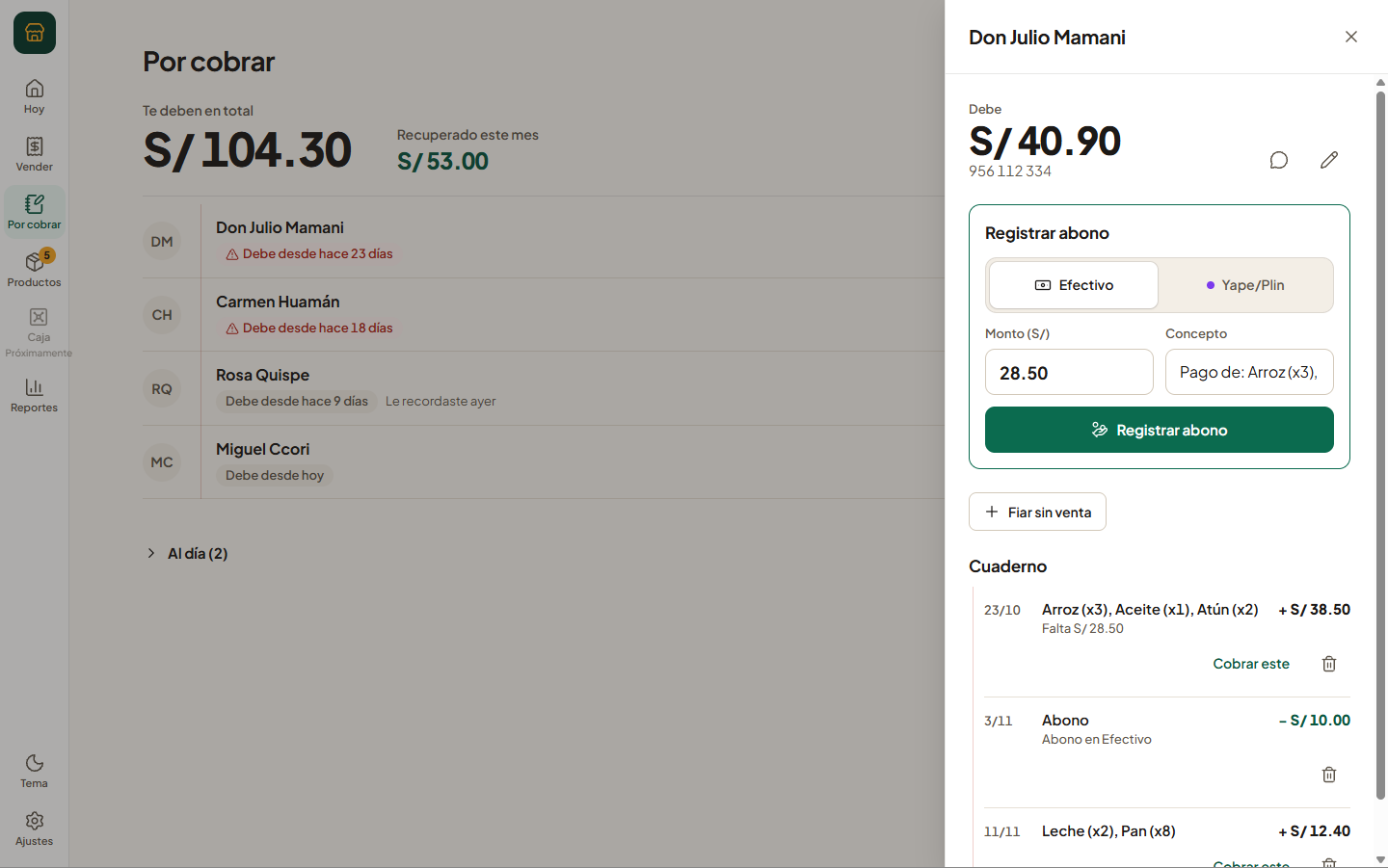 Hoy
Vender
Por cobrar
5
Productos
Caja
Próximamente
Reportes
Tema
Ajustes
Por cobrar
Te deben en total
S/ 104.30
Recuperado este mes
S/ 53.00
DM
Don Julio Mamani
Debe desde hace 23 días
CH
Carmen Huamán
Debe desde hace 18 días
RQ
Rosa Quispe
Debe desde hace 9 días Le recordaste ayer
MC
Miguel Ccori
Debe desde hoy
Al día (2)
Don Julio Mamani
Debe
S/ 40.90
956 112 334
Registrar abono
Efectivo Yape/Plin
Monto (S/) Concepto
28.50 Pago de: Arroz (x3),
Registrar abono
Fiar sin venta
Cuaderno
23/10 Arroz (x3), Aceite (x1), Atún (x2) + S/ 38.50
Falta S/ 28.50
Cobrar este
3/11 Abono – S/ 10.00
Abono en Efectivo
11/11 Leche (x2), Pan (x8) + S/ 12.40
Cobrar este